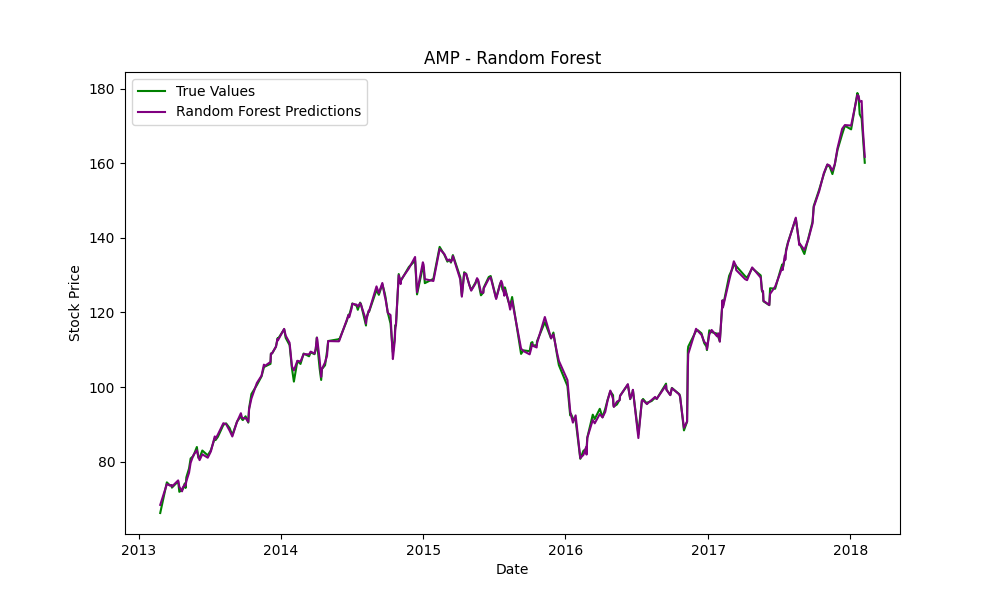 AMP - Random Forest
True Values
Random Forest Predictions
180
160
140
120
100
80
Stock Price
2013
2014
2015
2016
2017
2018
Date